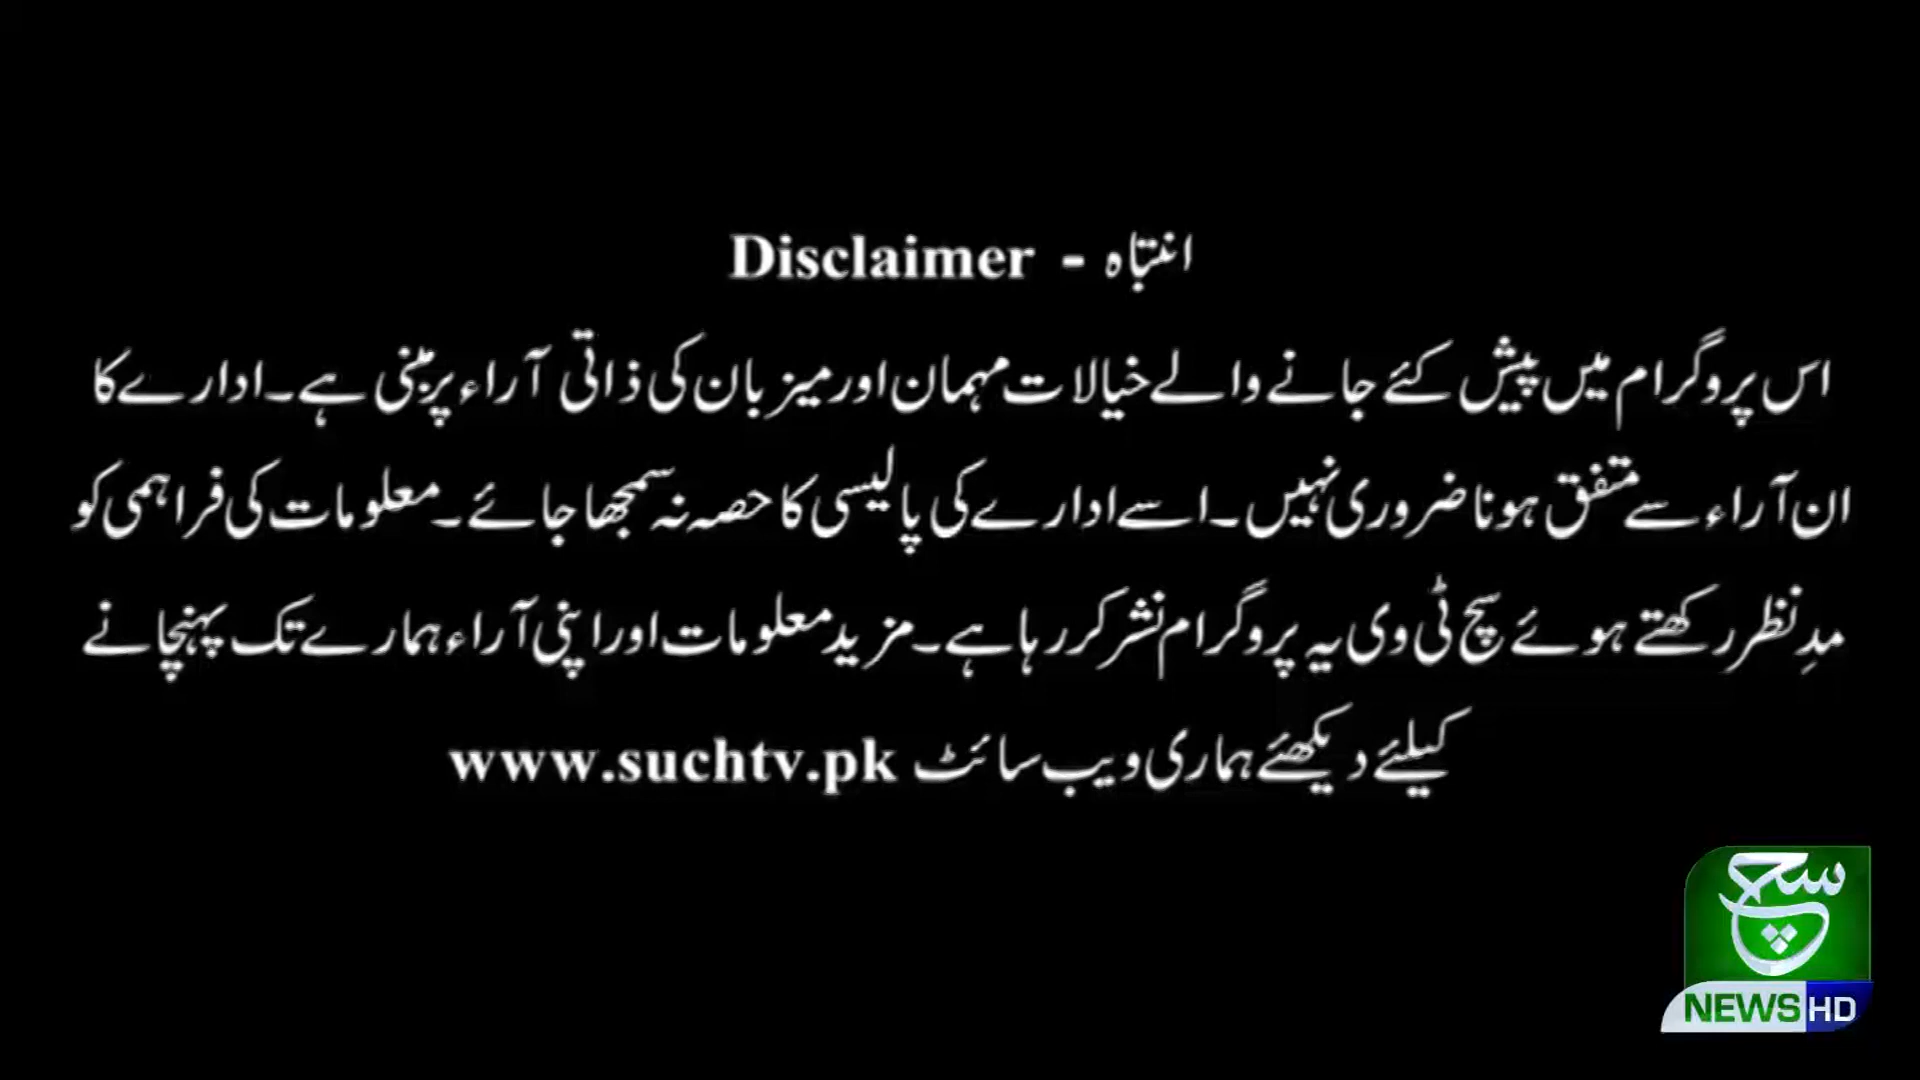 انتباہ - Disclaimer
اس پروگرام میں پیش کئے جانے والے خیالات مہمان اور میزبان کی ذاتی آراء پر مبنی ہے۔ ادارے کا
ان آراء سے متفق ہونا ضروری نہیں۔ اسے ادارے کی پالیسی کا حصہ نہ سمجھا جائے۔ معلومات کی فراہمی کو
مدِ نظر رکھتے ہوئے سچ ٹی وی یہ پروگرام نشر کر رہا ہے۔ مزید معلومات اور اپنی آراء ہمارے تک پہنچانے
کیلئے دیکھئے ہماری ویب سائٹ www.suchtv.pk
سچ
NEWS HD